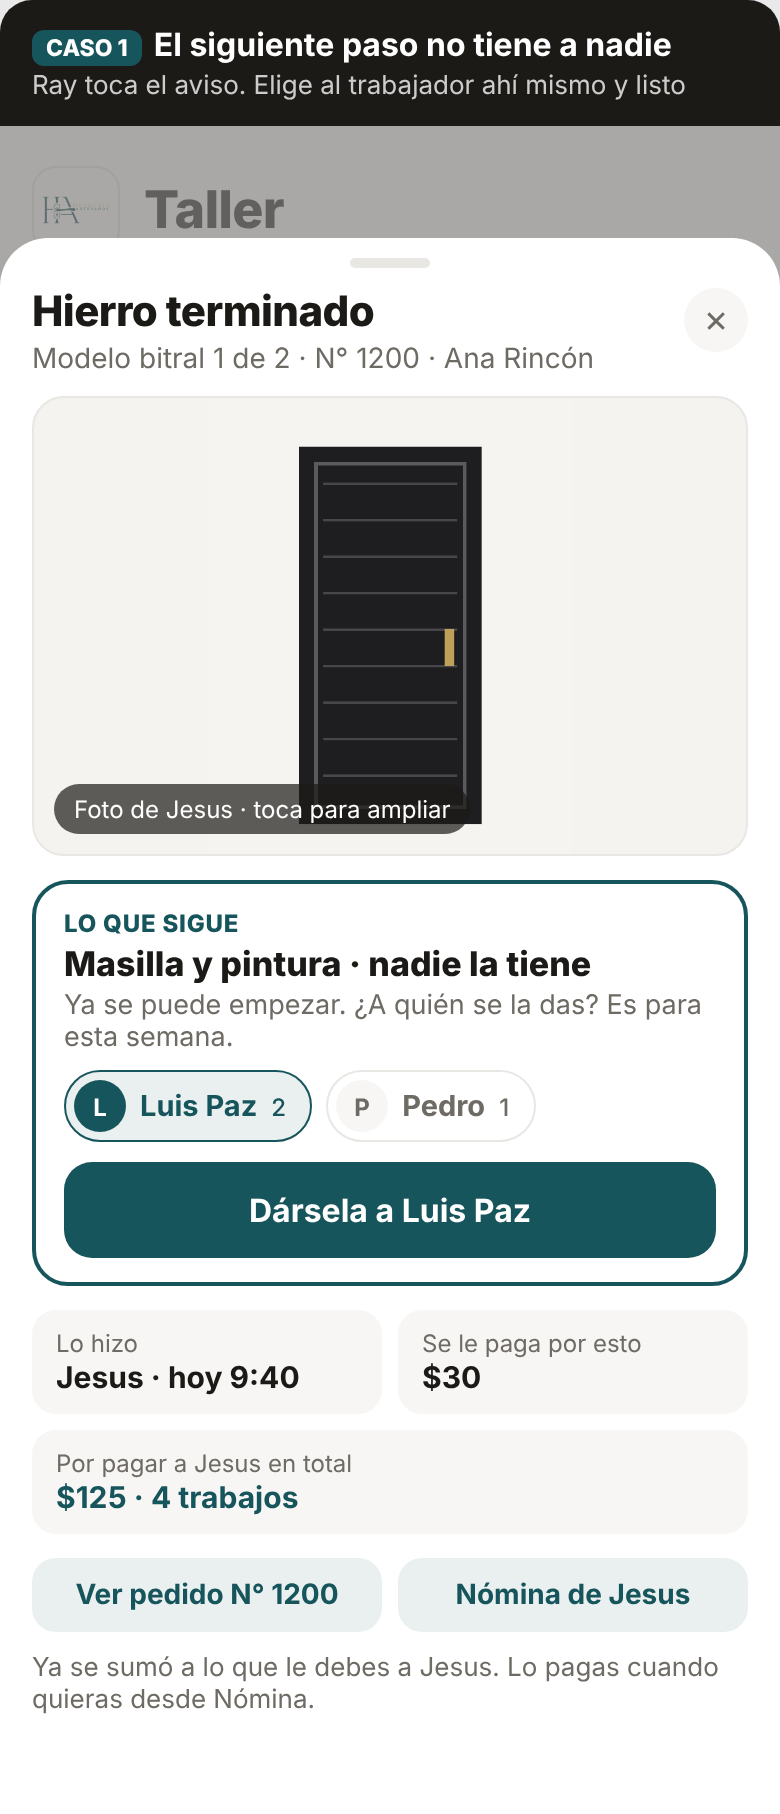 CASO 1 El siguiente paso no tiene a nadie
Ray toca el aviso. Elige al trabajador ahí mismo y listo
HA
Taller
Hierro terminado
Modelo bitral 1 de 2 · N° 1200 · Ana Rincón
Foto de Jesus · toca para ampliar
LO QUE SIGUE
Masilla y pintura · nadie la tiene
Ya se puede empezar. ¿A quién se la das? Es para
esta semana.
L Luis Paz 2
P Pedro 1
Dársela a Luis Paz
Lo hizo
Jesus · hoy 9:40
Se le paga por esto
$30
Por pagar a Jesus en total
$125 · 4 trabajos
Ver pedido N° 1200
Nómina de Jesus
Ya se sumó a lo que le debes a Jesus. Lo pagas cuando
quieras desde Nómina.